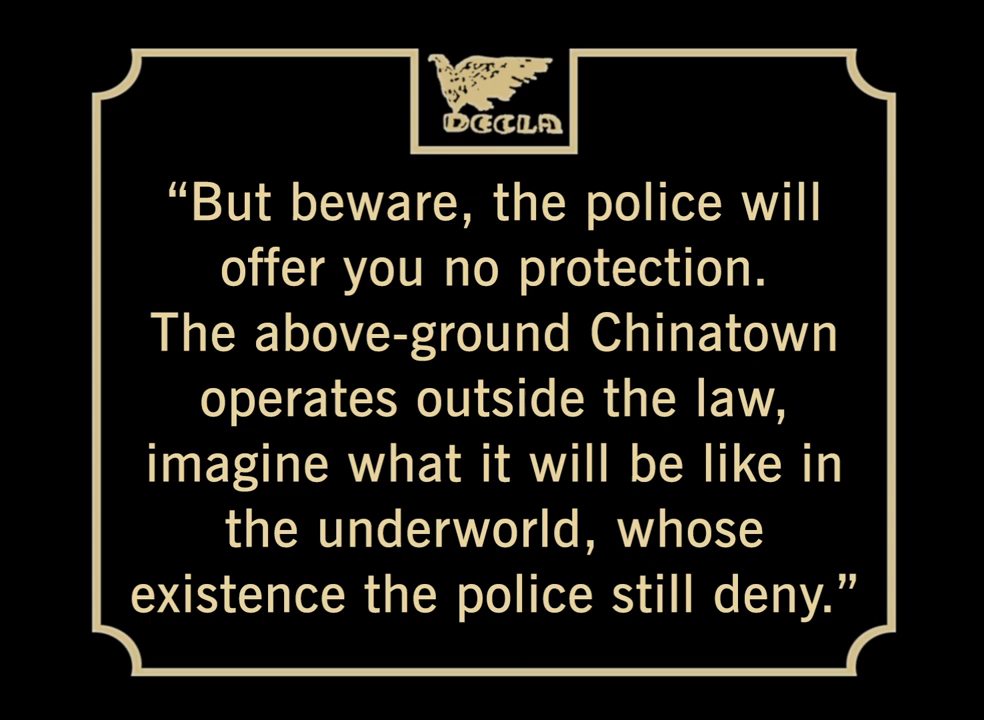 DECLA
“But beware, the police will
offer you no protection.
The above-ground Chinatown
operates outside the law,
imagine what it will be like in
the underworld, whose
existence the police still deny.”